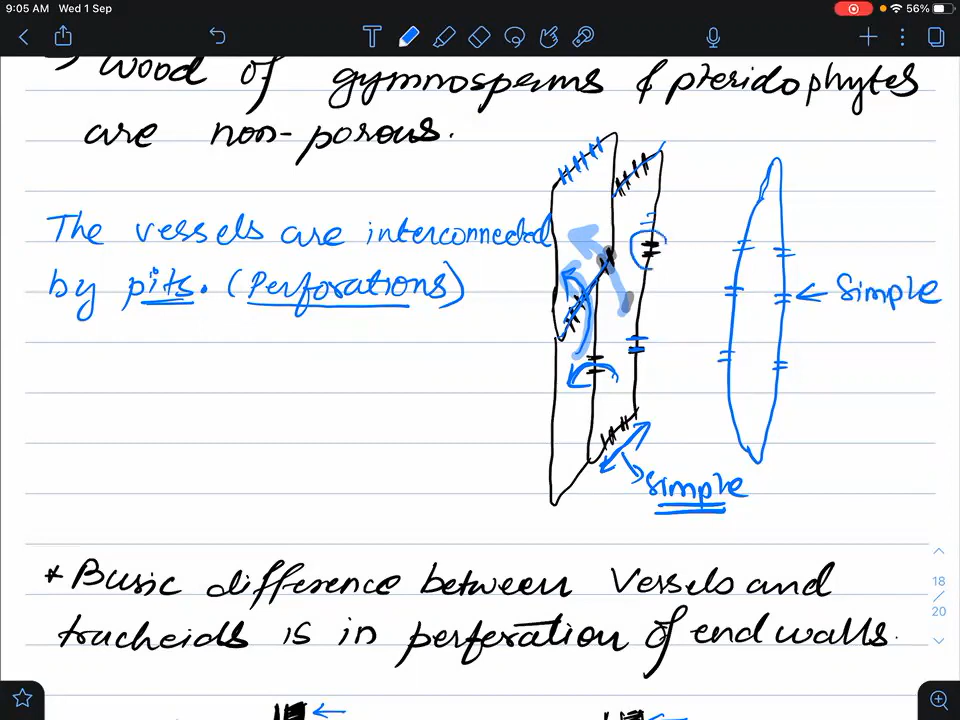 9:05 AM Wed 1 Sep
56%
Wood of gymnosperms & pteridophytes
are non-porous.
The vessels are interconnected
by pits. (Perforations)
Simple
Simple
* Basic difference between Vessels and
tracheids is in perforation of end walls.
18
20